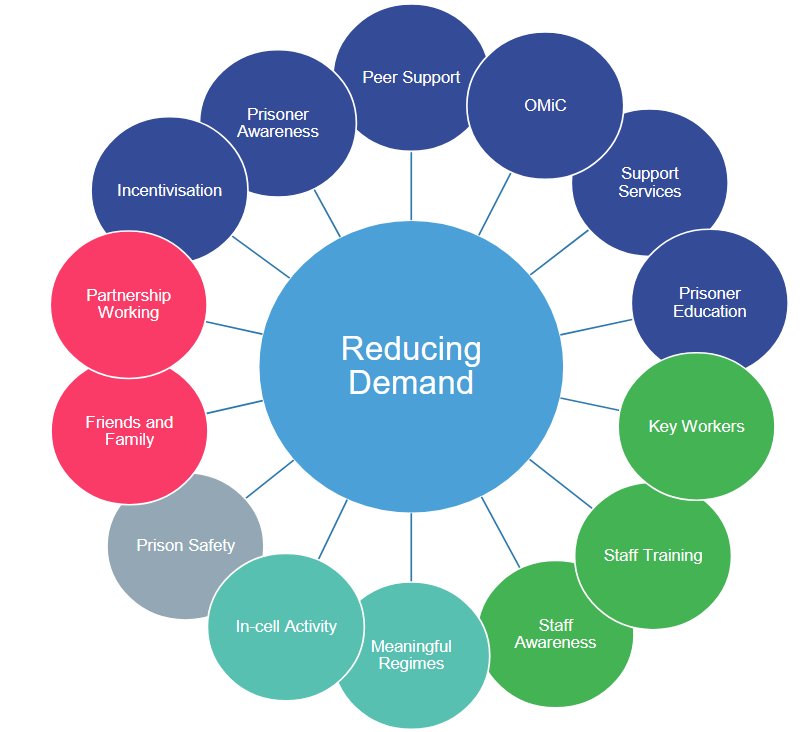 Peer Support
OMiC
Support
Services
Prisoner
Education
Key Workers
Staff Training
Staff
Awareness
Meaningful
Regimes
In-cell Activity
Prison Safety
Friends and
Family
Partnership
Working
Incentivisation
Prisoner
Awareness
Reducing
Demand